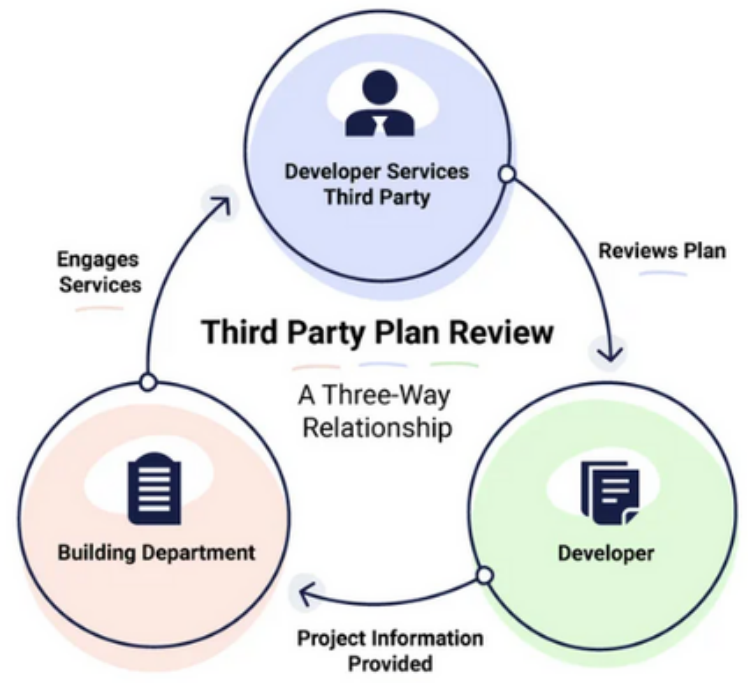 Developer Services
Third Party
Engages
Services
Reviews Plan
Third Party Plan Review
A Three-Way
Relationship
Building Department
Developer
Project Information
Provided